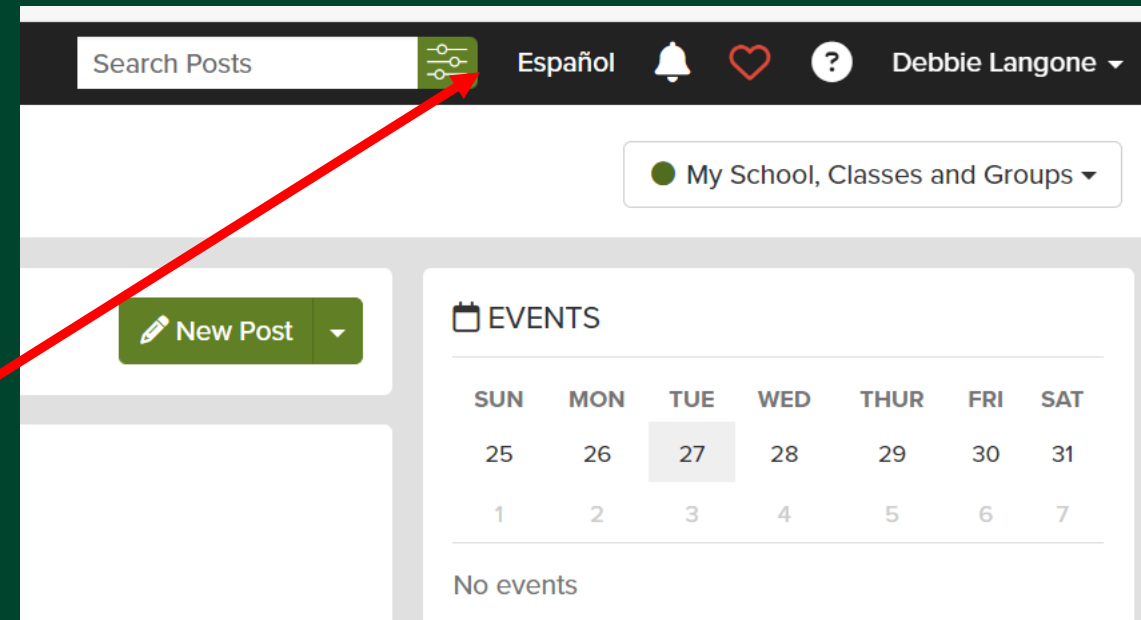 Search Posts Español ? Debbie Langone
My School, Classes and Groups
New Post
EVENTS
SUN MON TUE WED THUR FRI SAT
25 26 27 28 29 30 31
1 2 3 4 5 6 7
No events